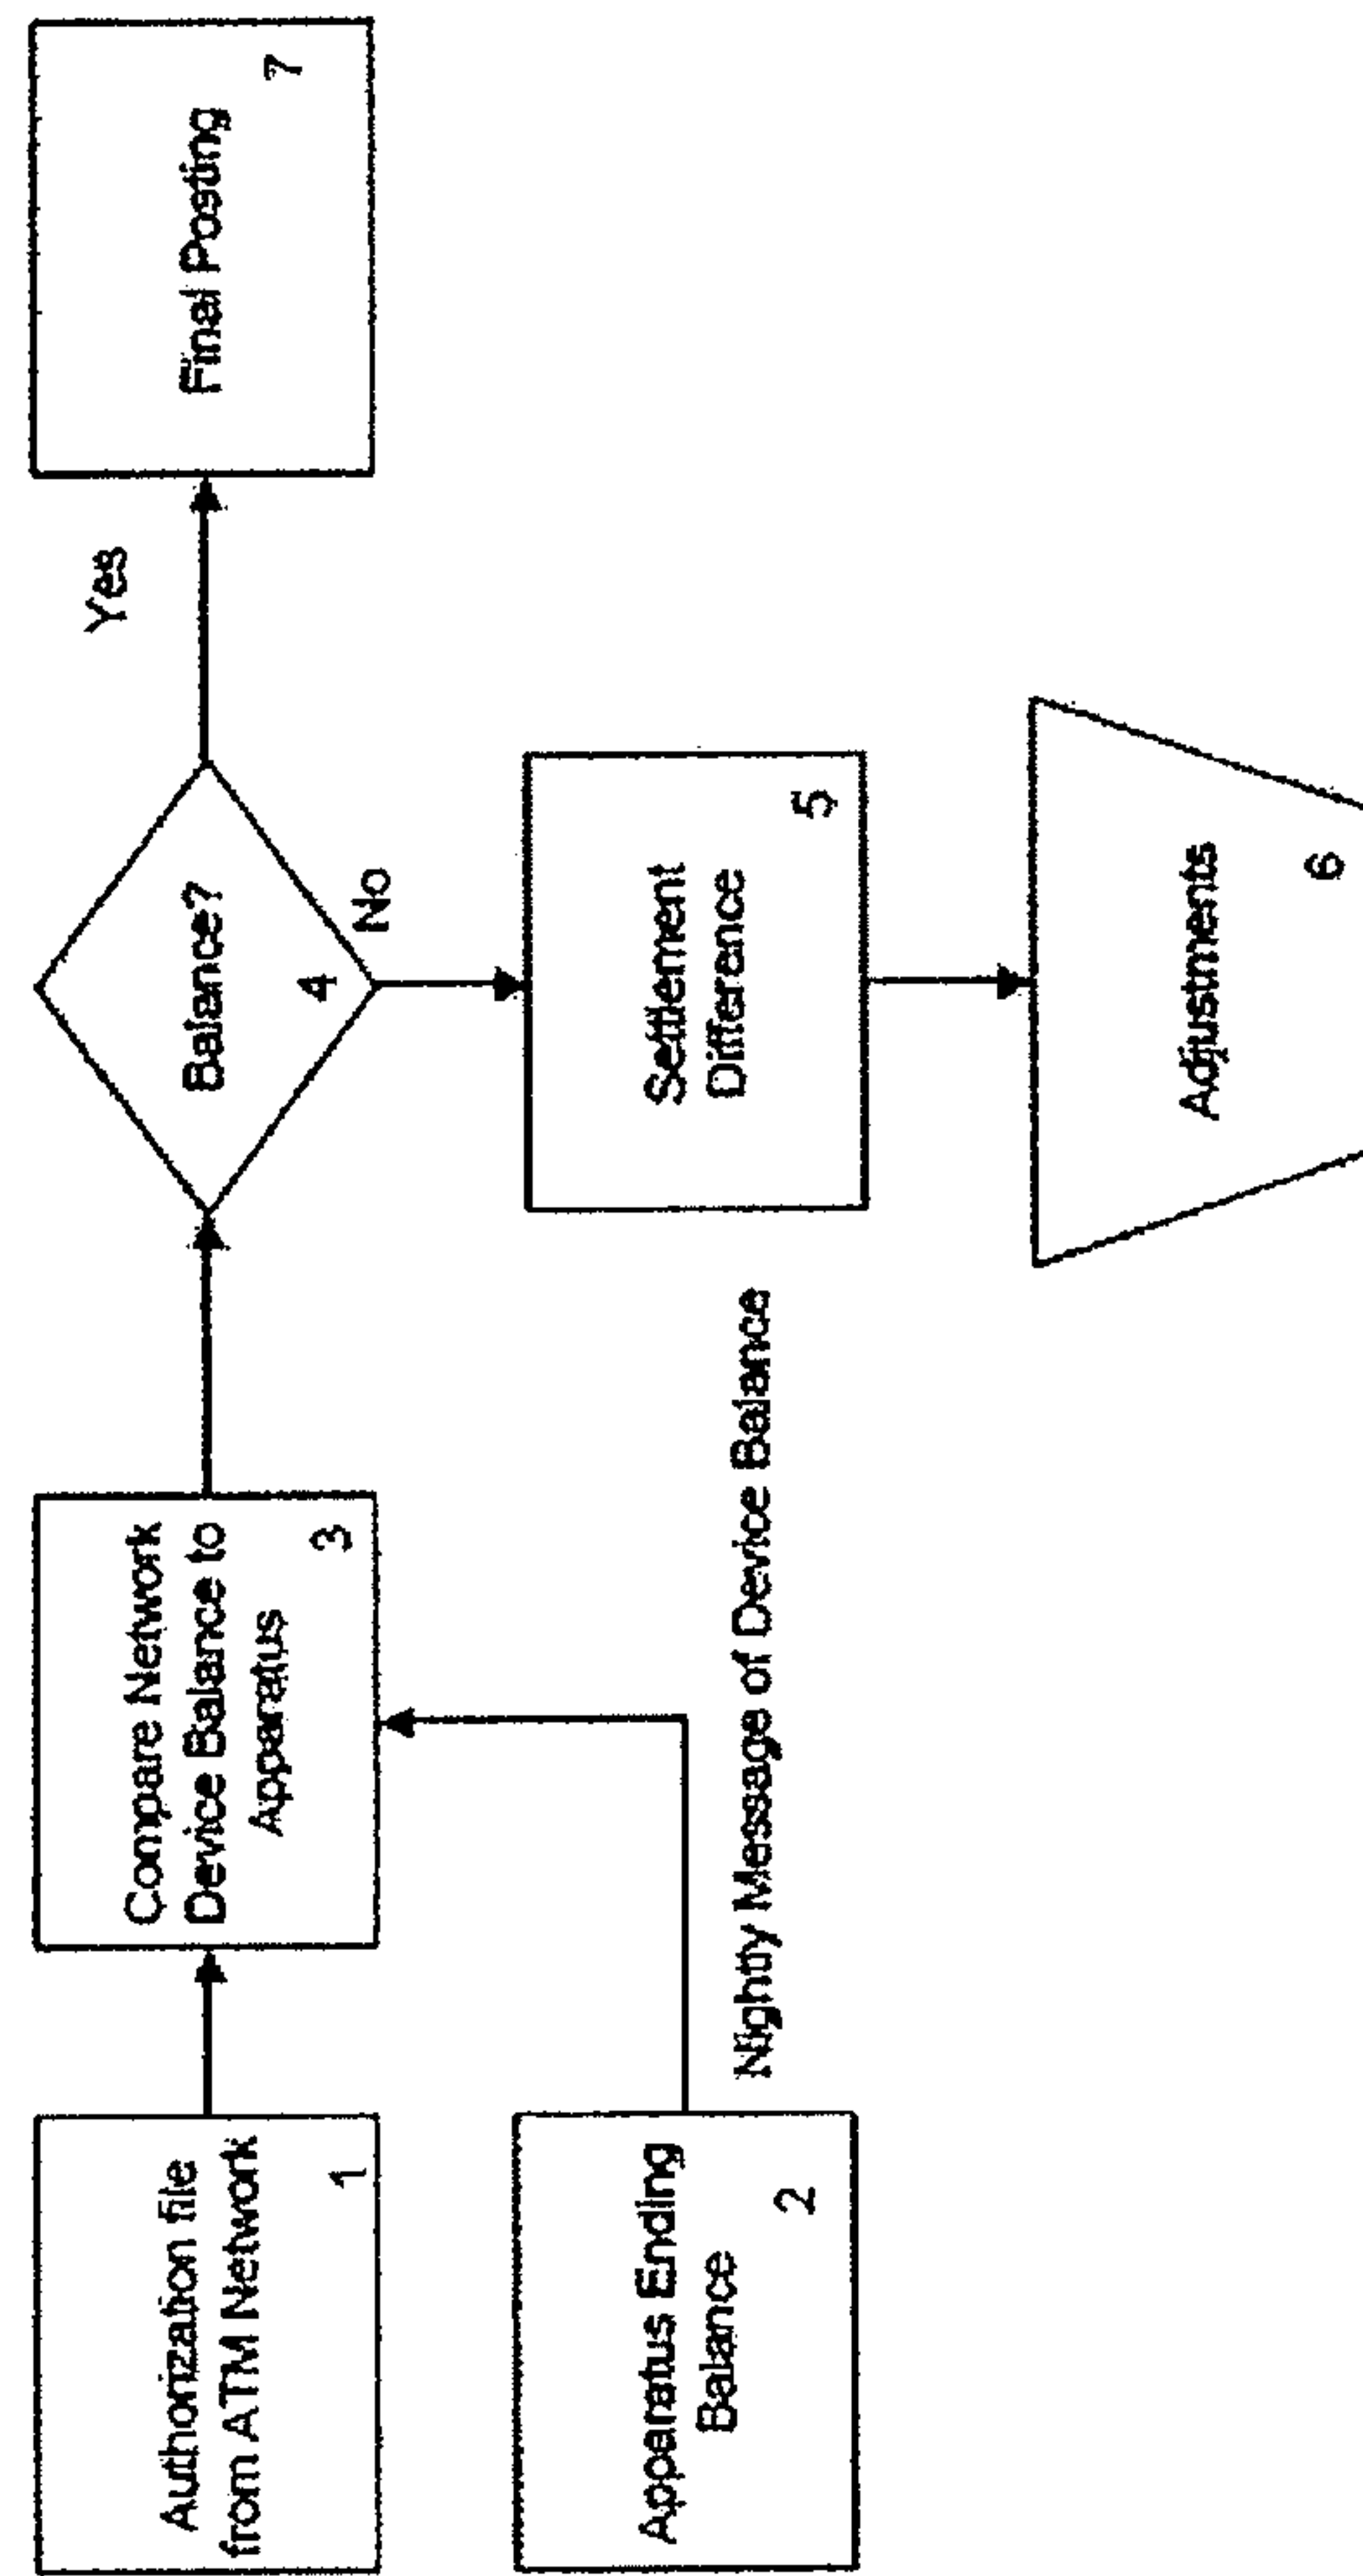 Authorization file
from ATM Network
1
Apparatus Ending
Balance
2
Nightly Message of Device Balance
Compare Network
Device Balance to
Apparatus
3
Balance?
4
Yes
No
Settlement
Difference
5
Adjustments
6
Final Posting
7